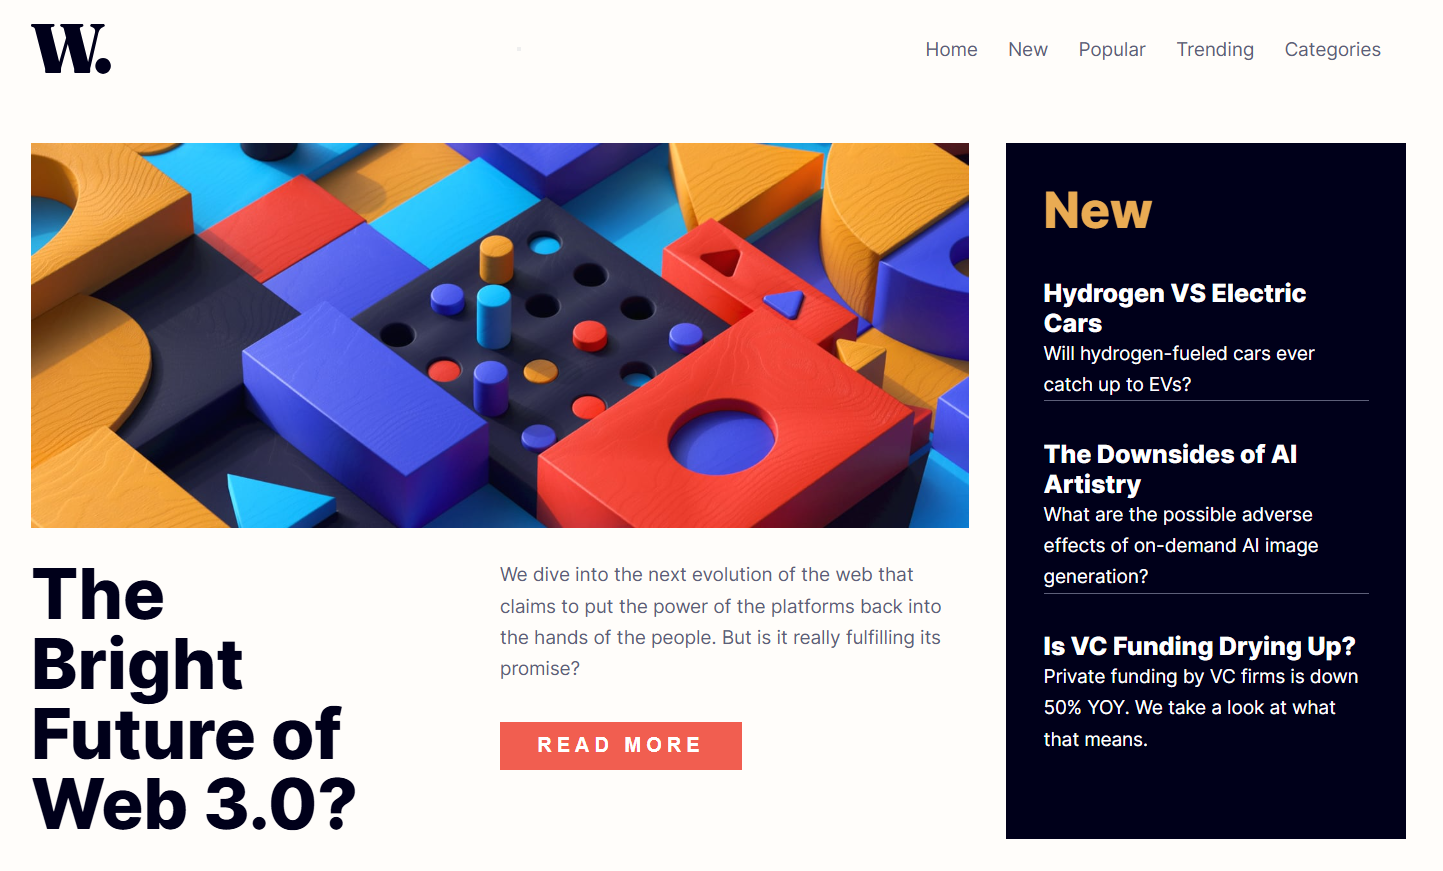 W.
Home New Popular Trending Categories
The
Bright
Future of
Web 3.0?
We dive into the next evolution of the web that
claims to put the power of the platforms back into
the hands of the people. But is it really fulfilling its
promise?
READ MORE
New
Hydrogen VS Electric
Cars
Will hydrogen-fueled cars ever
catch up to EVs?
The Downsides of AI
Artistry
What are the possible adverse
effects of on-demand AI image
generation?
Is VC Funding Drying Up?
Private funding by VC firms is down
50% YOY. We take a look at what
that means.